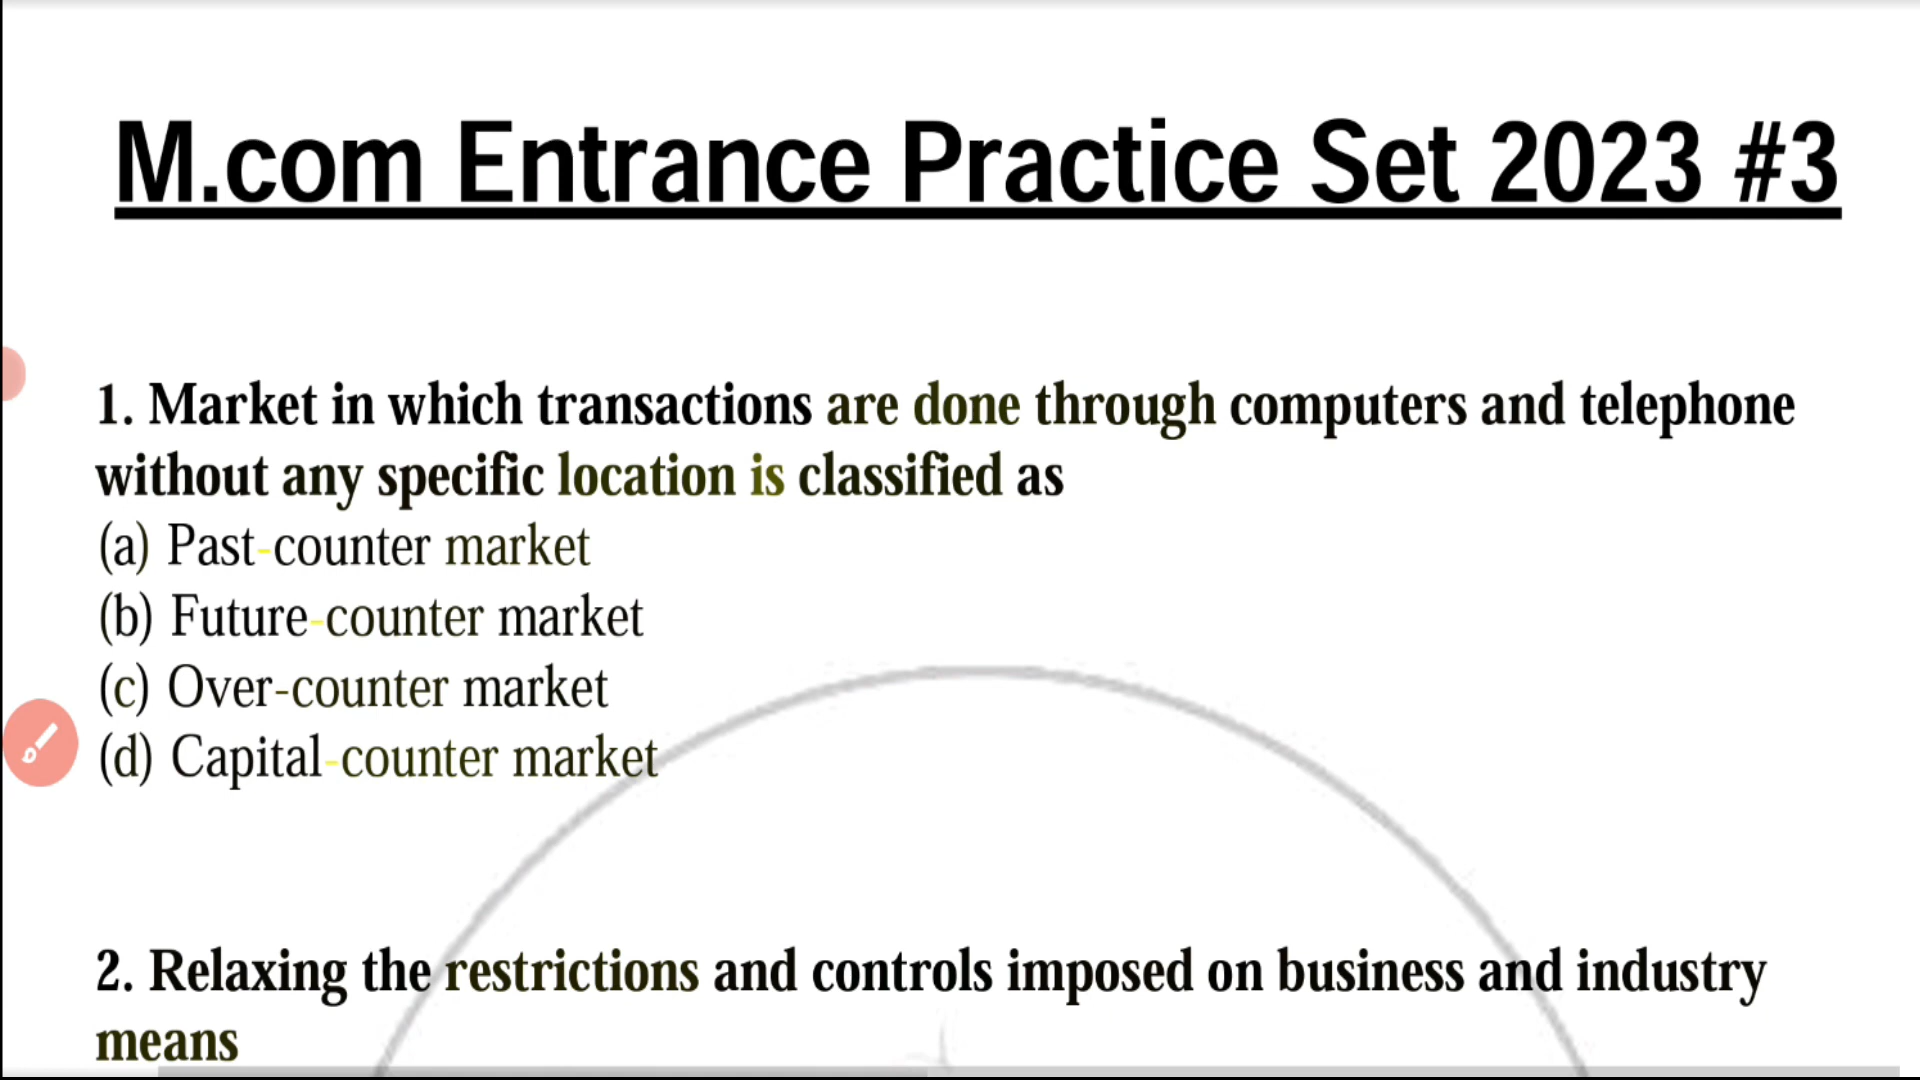 M.com Entrance Practice Set 2023 #3
1. Market in which transactions are done through computers and telephone
without any specific location is classified as
(a) Past-counter market
(b) Future-counter market
(c) Over-counter market
(d) Capital-counter market
2. Relaxing the restrictions and controls imposed on business and industry
means